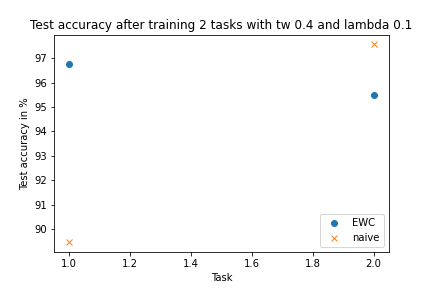 Test accuracy after training 2 tasks with tw 0.4 and lambda 0.1
97
96
95
94
93
92
91
90
Test accuracy in %
EWC
naive
1.0 1.2 1.4 1.6 1.8 2.0
Task